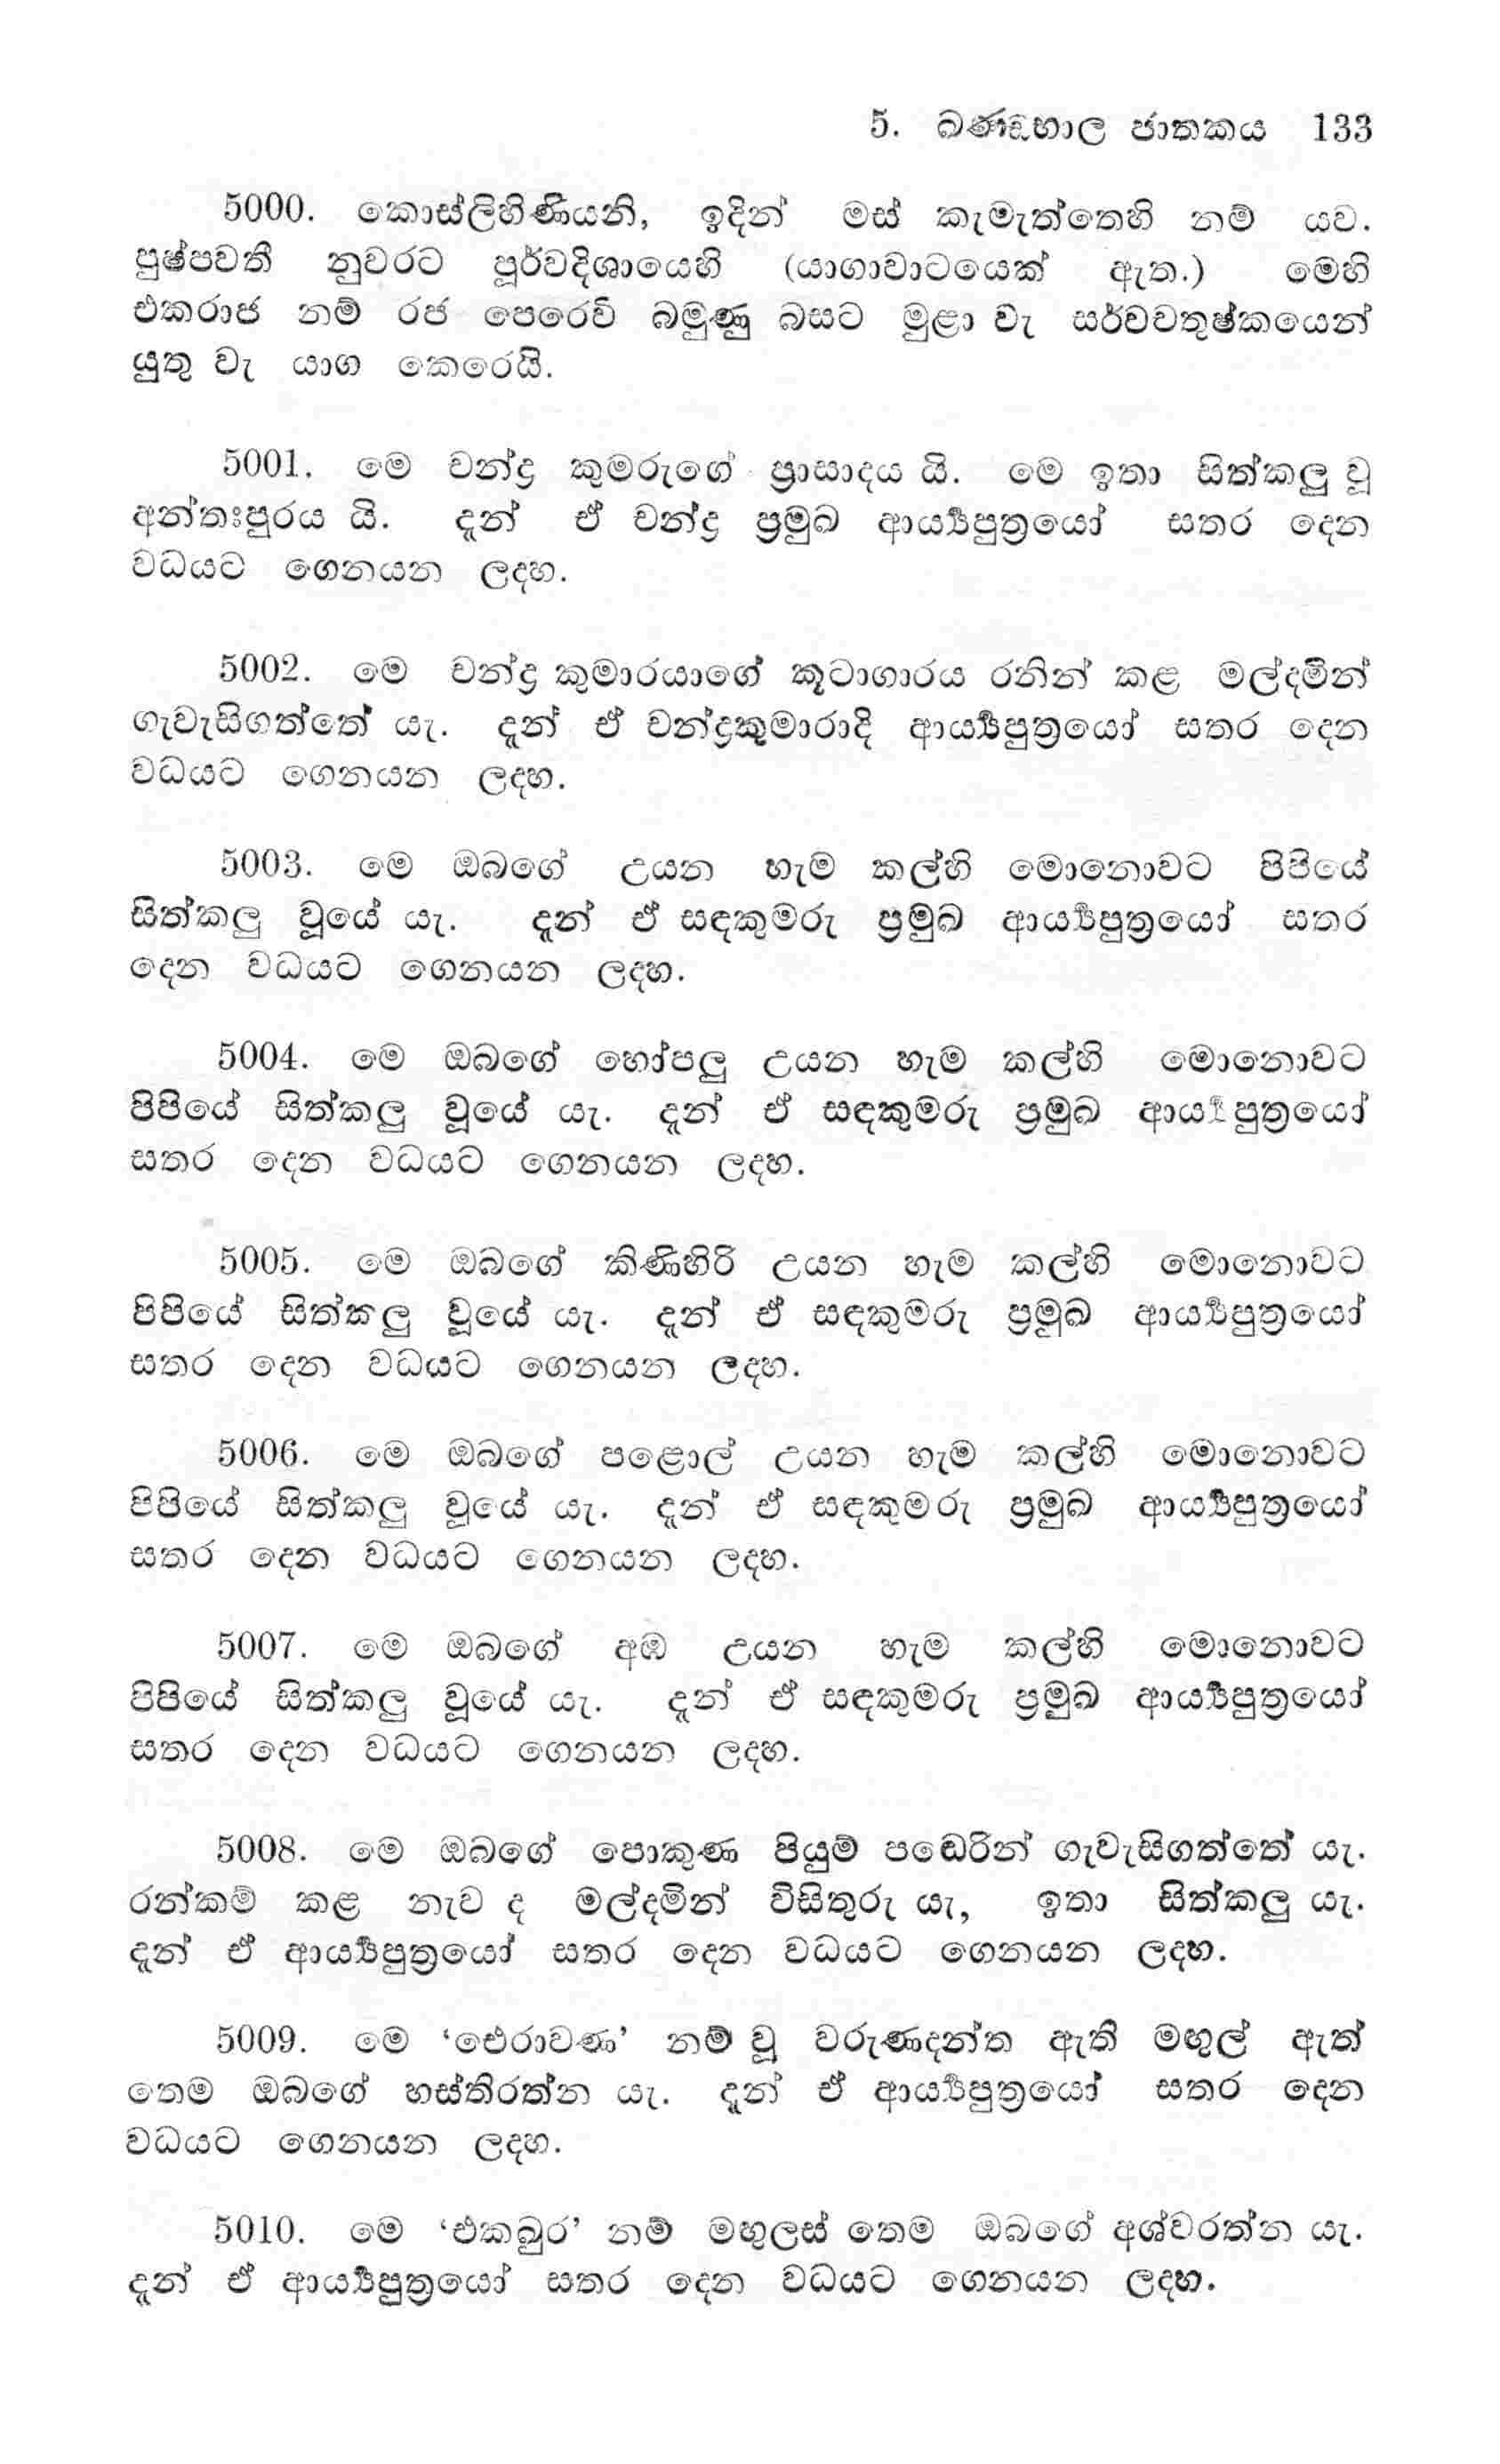 5. ඛණ්ඩහාල ජාතකය 133
5000. කොස්ලිහිණියනි, ඉදින් මස් කැමැත්තෙහි නම් යව.
පුෂ්පවතී නුවරට පූර්වදිශායෙහි (යාගාවාටයෙක් ඇත.) මෙහි
එකරාජ නම් රජ පෙරෙවි බමුණු බසට මුළා වැ සර්වචතුෂ්කයෙන්
යුතු වැ යාග කෙරෙයි.
5001. මෙ චන්ද්‍ර කුමරුගේ ප්‍රාසාදය යි. මෙ ඉතා සිත්කලු වූ
අන්තඃපුරය යි. දැන් ඒ චන්ද්‍ර ප්‍රමුඛ ආර්‍ය්‍යපුත්‍රයෝ සතර දෙන
වධයට ගෙනයන ලදහ.
5002. මෙ චන්ද්‍ර කුමාරයාගේ කූටාගාරය රනින් කළ මල්දමින්
ගැවැසිගත්තේ යැ. දැන් ඒ චන්ද්‍රකුමාරාදි ආර්‍ය්‍යපුත්‍රයෝ සතර දෙන
වධයට ගෙනයන ලදහ.
5003. මෙ ඔබගේ උයන හැම කල්හි මොනොවට පිපියේ
සිත්කලු වූයේ යැ. දැන් ඒ සඳකුමරු ප්‍රමුඛ ආර්‍ය්‍යපුත්‍රයෝ සතර
දෙන වධයට ගෙනයන ලදහ.
5004. මෙ ඔබගේ හෝපලු උයන හැම කල්හි මොනොවට
පිපියේ සිත්කලු වූයේ යැ. දැන් ඒ සඳකුමරු ප්‍රමුඛ ආර්‍ය්‍යපුත්‍රයෝ
සතර දෙන වධයට ගෙනයන ලදහ.
5005. මෙ ඔබගේ කිණිහිරි උයන හැම කල්හි මොනොවට
පිපියේ සිත්කලු වූයේ යැ. දැන් ඒ සඳකුමරු ප්‍රමුඛ ආර්‍ය්‍යපුත්‍රයෝ
සතර දෙන වධයට ගෙනයන ලදහ.
5006. මෙ ඔබගේ පළොල් උයන හැම කල්හි මොනොවට
පිපියේ සිත්කලු වූයේ යැ. දැන් ඒ සඳකුමරු ප්‍රමුඛ ආර්‍ය්‍යපුත්‍රයෝ
සතර දෙන වධයට ගෙනයන ලදහ.
5007. මෙ ඔබගේ අඹ උයන හැම කල්හි මොනොවට
පිපියේ සිත්කලු වූයේ යැ. දැන් ඒ සඳකුමරු ප්‍රමුඛ ආර්‍ය්‍යපුත්‍රයෝ
සතර දෙන වධයට ගෙනයන ලදහ.
5008. මෙ ඔබගේ පොකුණ පියුම් පඬෙරින් ගැවැසිගත්තේ යැ.
රන්කම් කළ නැව ද මල්දමින් විසිතුරු යැ, ඉතා සිත්කලු යැ.
දැන් ඒ ආර්‍ය්‍යපුත්‍රයෝ සතර දෙන වධයට ගෙනයන ලදහ.
5009. මෙ ‘ඓරාවණ’ නම් වූ වරුණදන්ත ඇති මඟුල් ඇත්
තෙම ඔබගේ හස්තිරත්න යැ. දැන් ඒ ආර්‍ය්‍යපුත්‍රයෝ සතර දෙන
වධයට ගෙනයන ලදහ.
5010. මෙ ‘එකඛුර’ නම් මඟුලස් තෙම ඔබගේ අශ්වරත්න යැ.
දැන් ඒ ආර්‍ය්‍යපුත්‍රයෝ සතර දෙන වධයට ගෙනයන ලදහ.